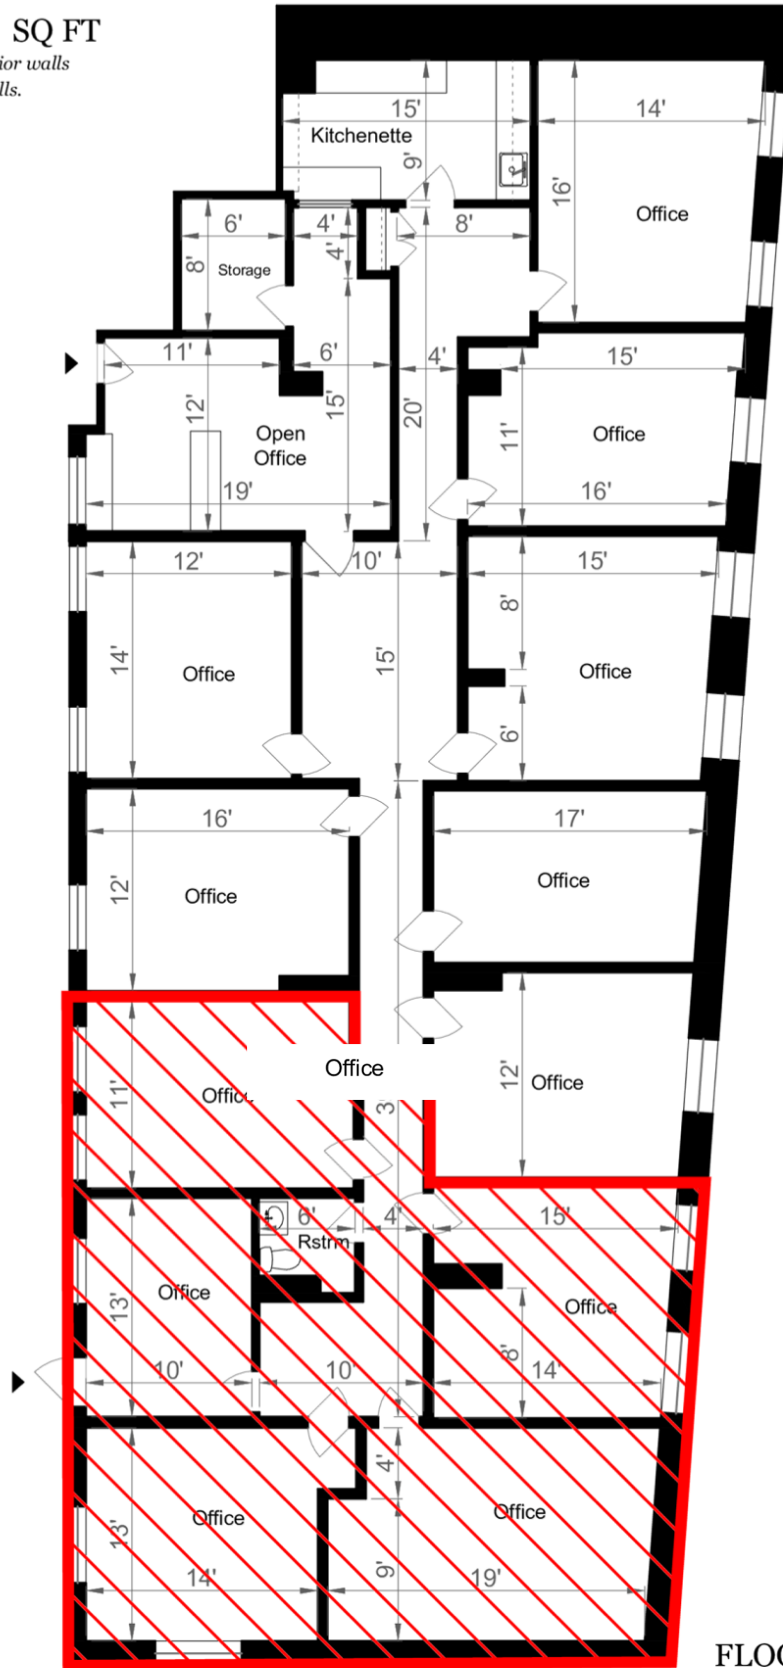 SQ FT
ior walls
lls.
15'
Kitchenette
9'
14'
16'
Office
6'
8'
Storage
4'
4'
8'
11'
12'
6'
15'
4'
20'
15'
11'
Office
Open
Office
19'
16'
12'
10'
15'
14'
15'
8'
Office
Office
6'
16'
12'
Office
17'
Office
11'
Office
Office
3
12'
Office
6'
Rstrm
4'
15'
13'
Office
Office
8'
10'
10'
14'
13'
Office
14'
4'
Office
9'
19'
FLOO